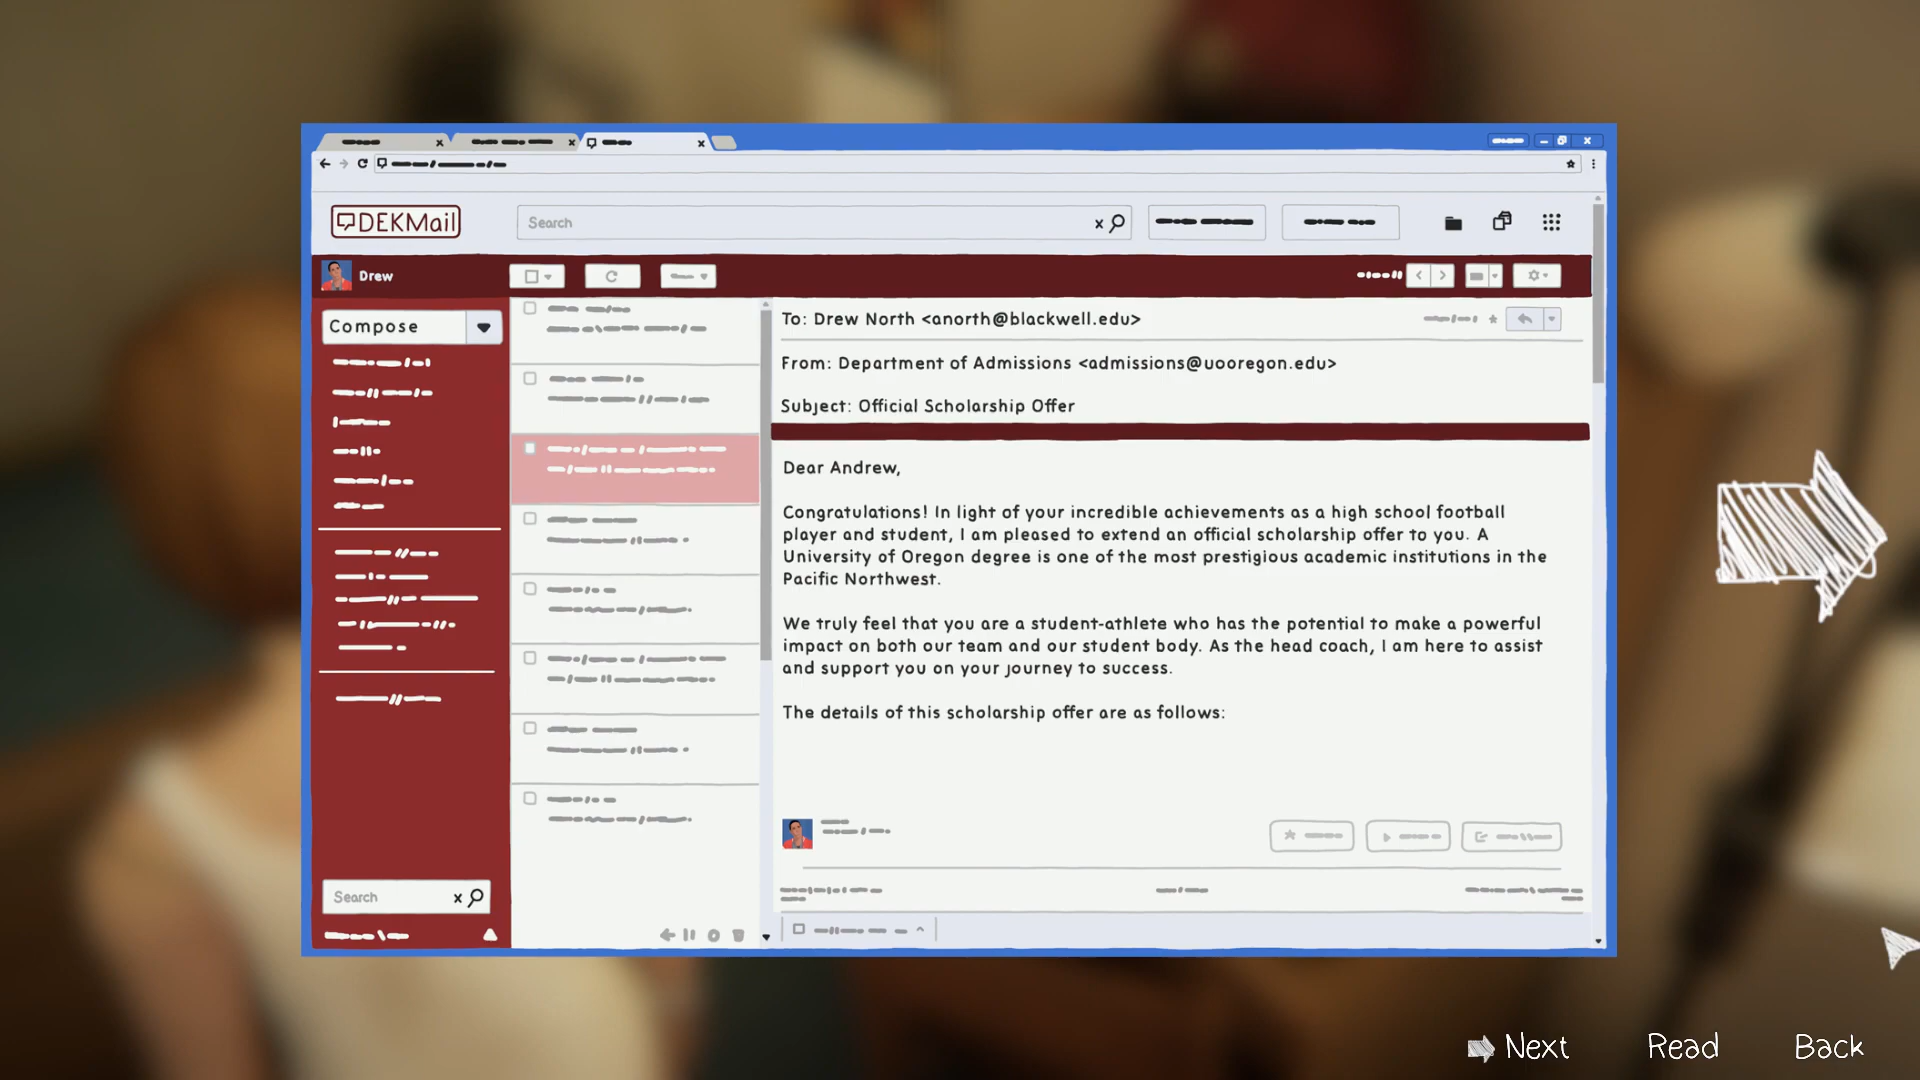 DEKMail
Search
Drew
Compose
To: Drew North <anorth@blackwell.edu>
From: Department of Admissions <admissions@uooregon.edu>
Subject: Official Scholarship Offer
Dear Andrew,
Congratulations! In light of your incredible achievements as a high school football
player and student, I am pleased to extend an official scholarship offer to you. A
University of Oregon degree is one of the most prestigious academic institutions in the
Pacific Northwest.
We truly feel that you are a student-athlete who has the potential to make a powerful
impact on both our team and our student body. As the head coach, I am here to assist
and support you on your journey to success.
The details of this scholarship offer are as follows:
Search
Next
Read
Back